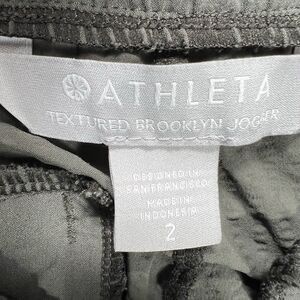 ATHLETA
TEXTURED BROOKLYN JOGGER
DESIGNED IN
SAN FRANCISCO
MADE IN
INDONESIA
2